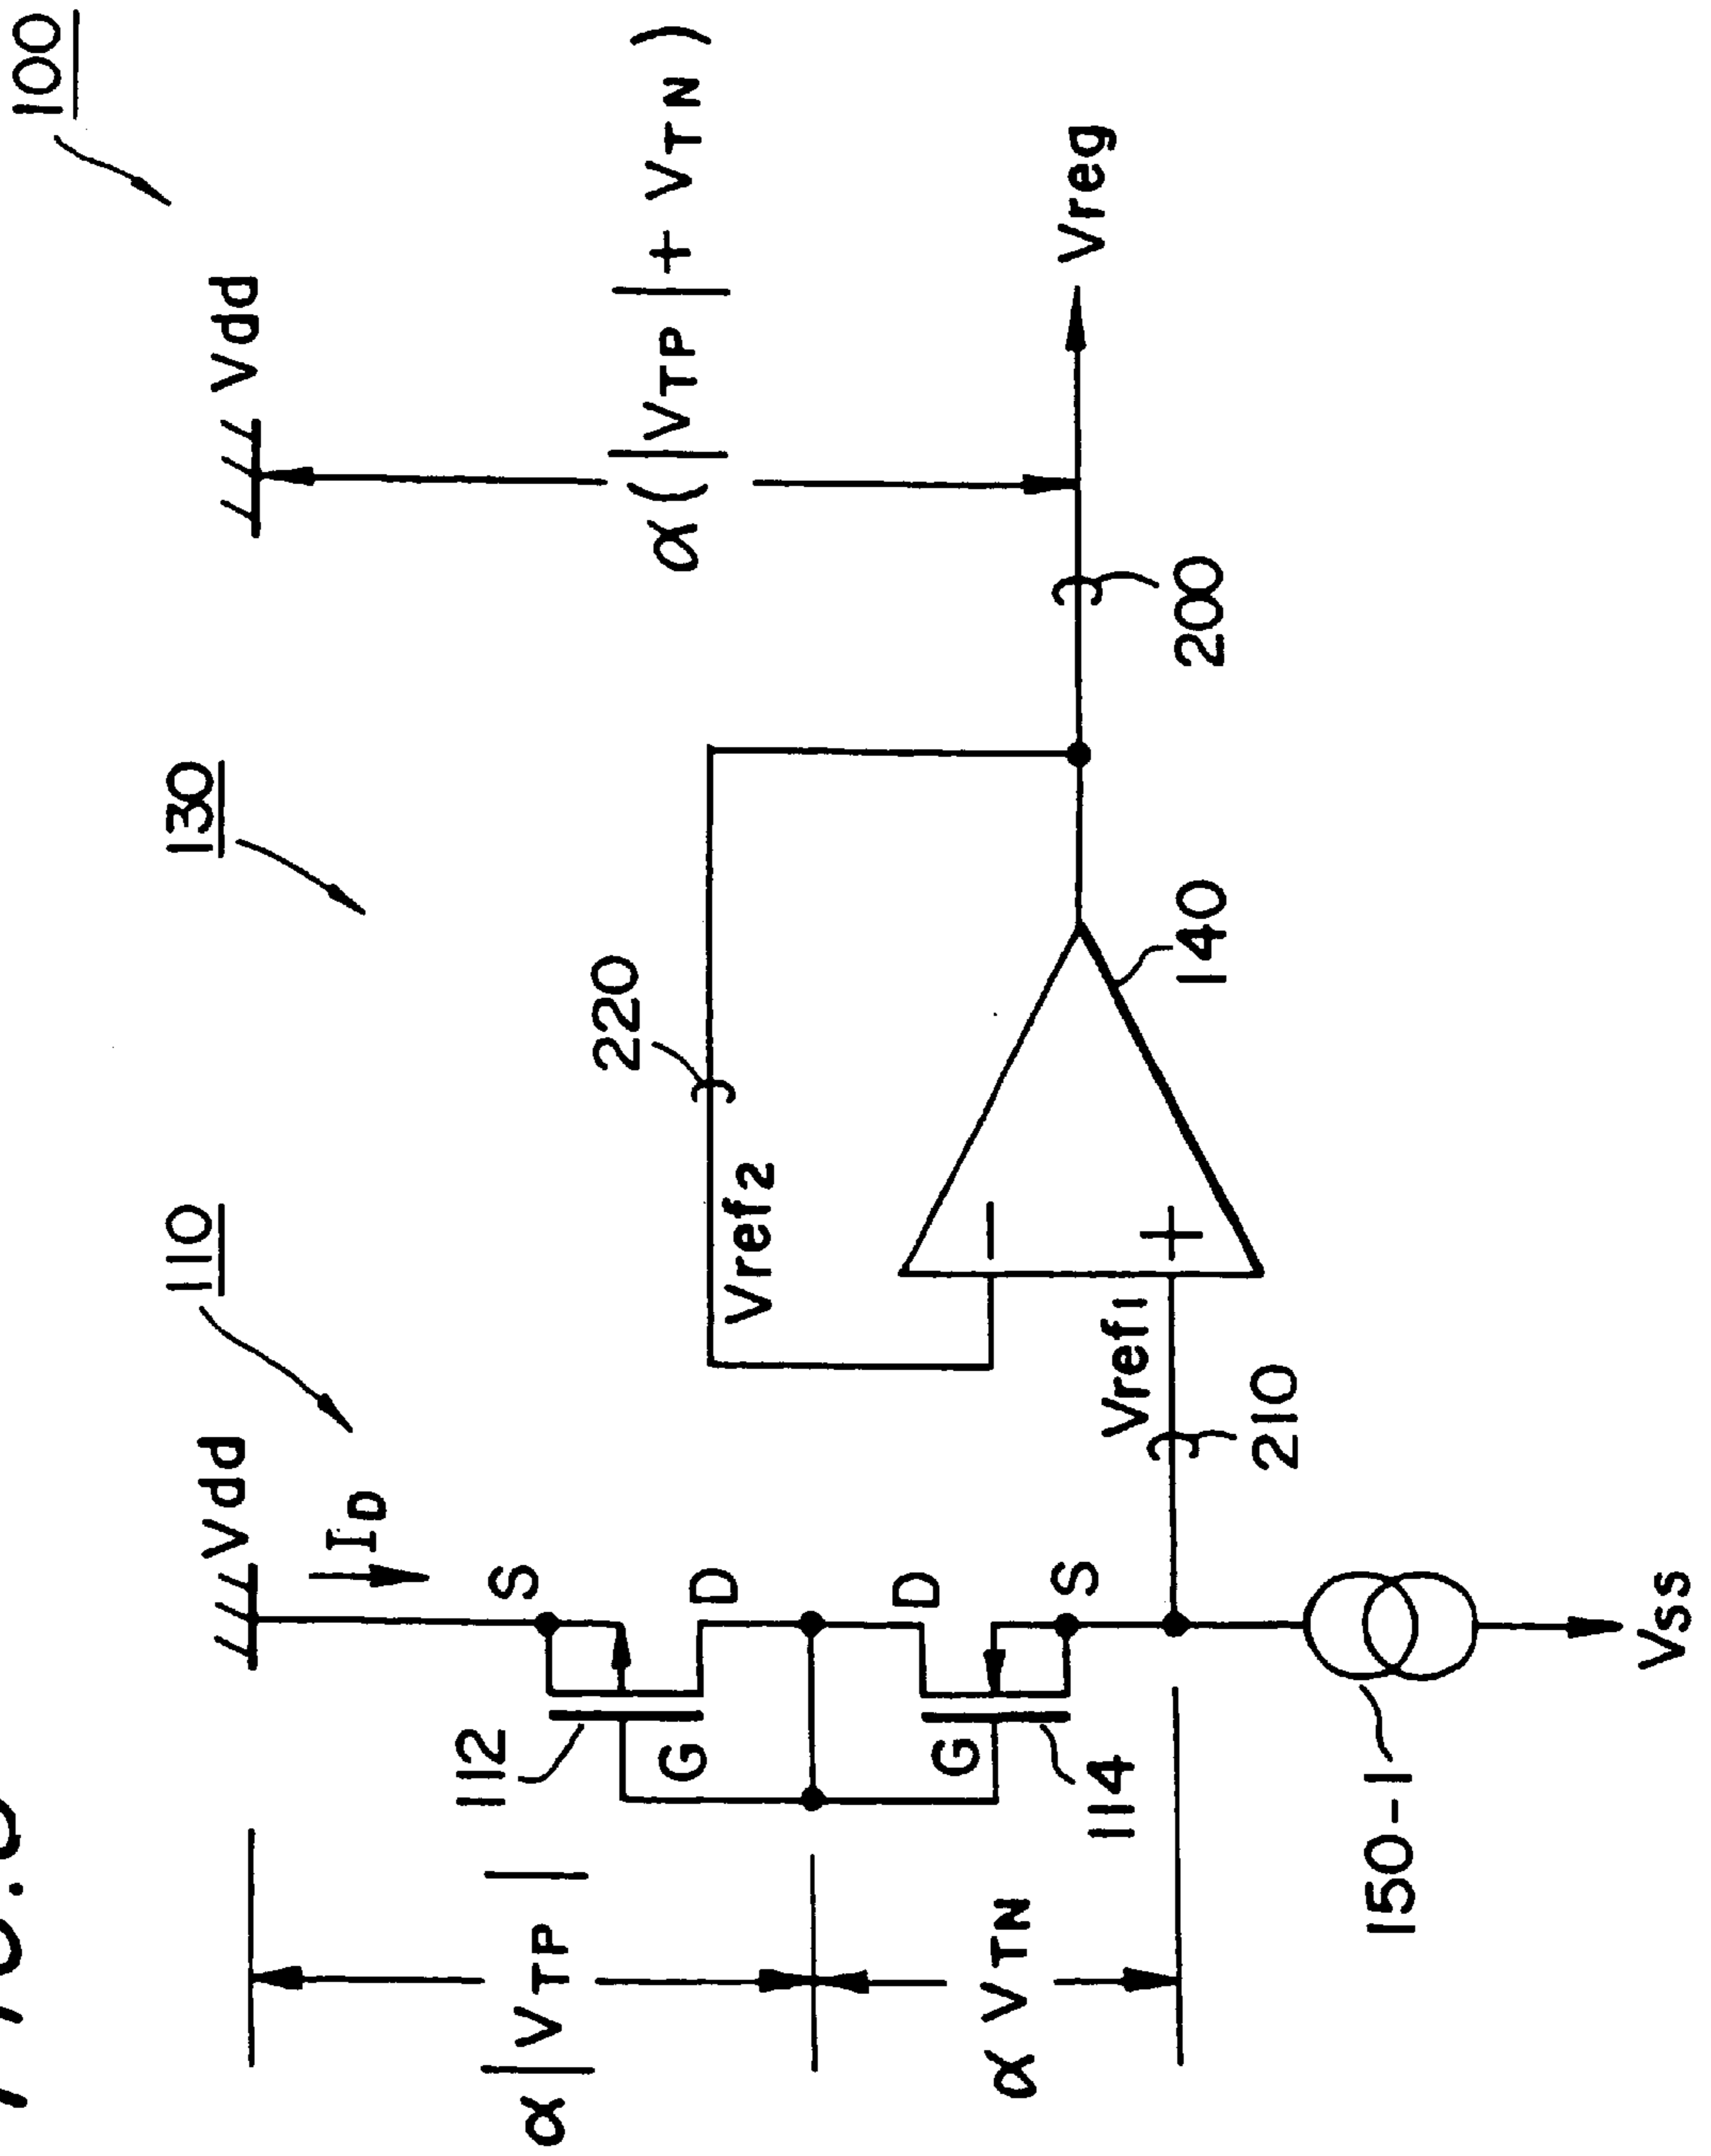 100
130
110
Vdd
Vdd
ID
α|VTP|
112
S
G
D
α(|VTP|+VTN)
220
Vref2
D
G
S
αVTN
114
Vref1
210
−
+
140
200
Vreg
150-1
Vss